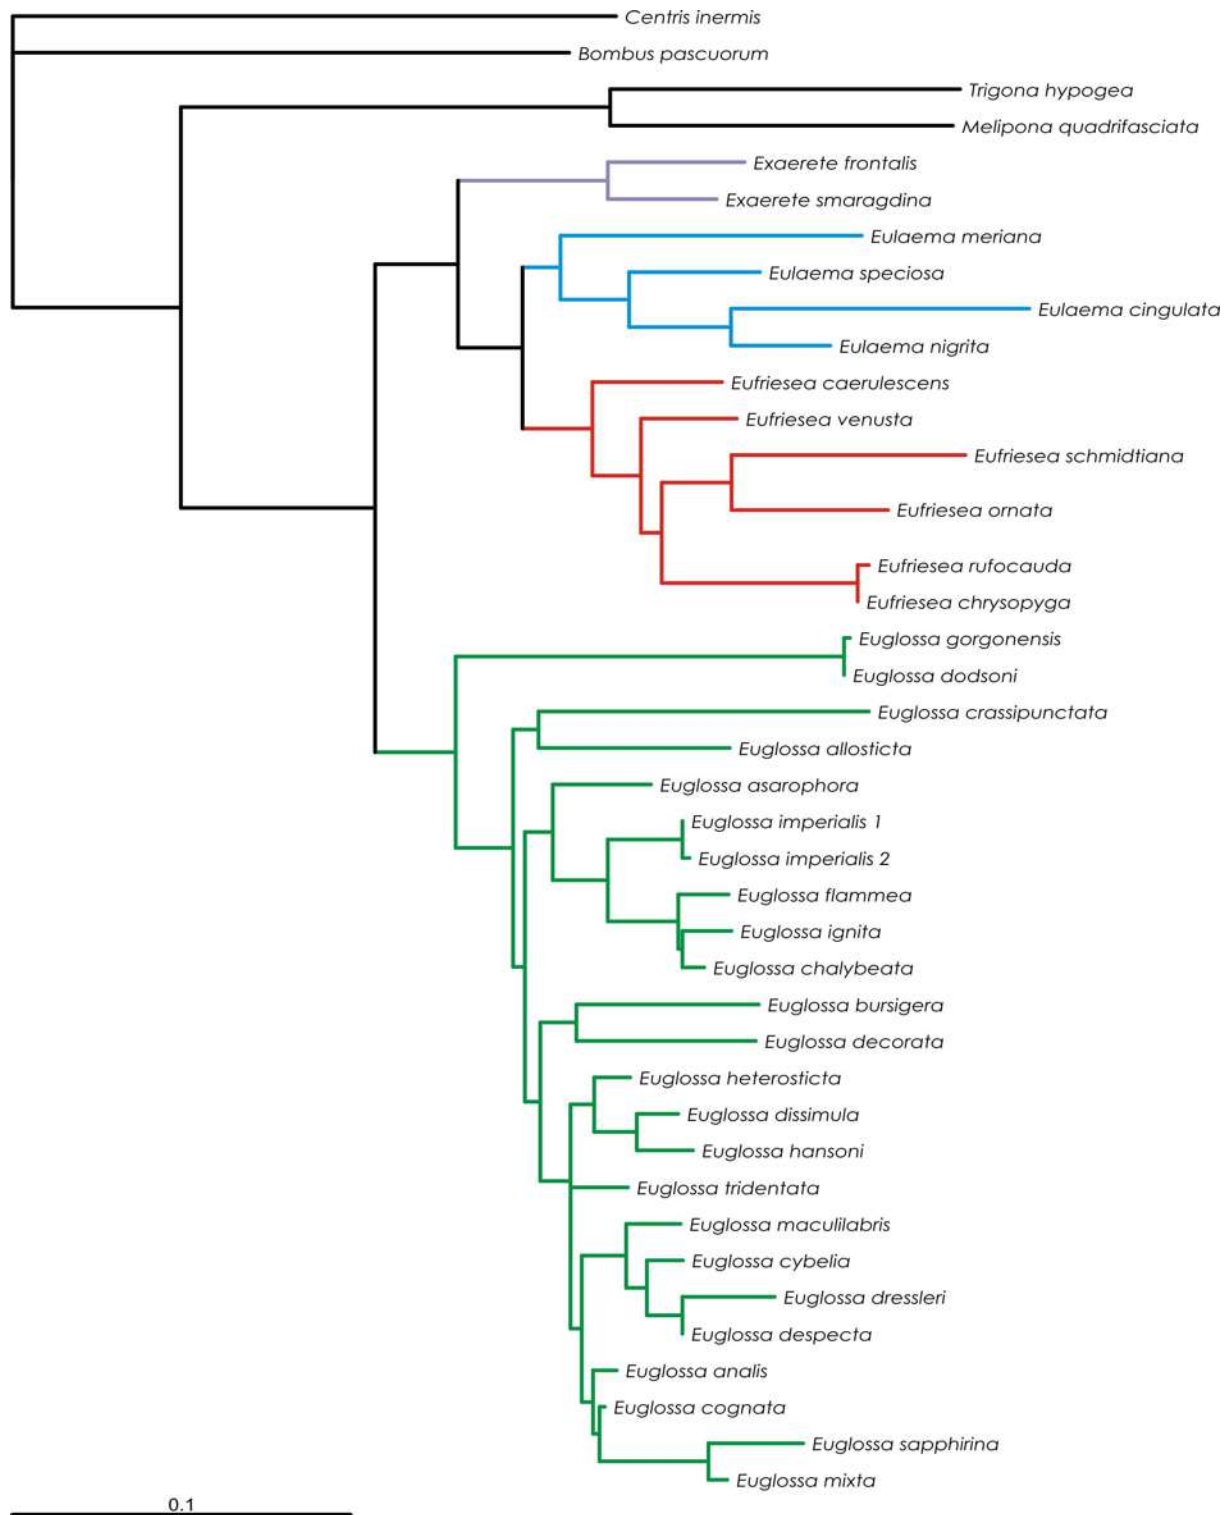 Centris inermis
Bombus pascuorum
Trigona hypogea
Melipona quadrifasciata
Exaerete frontalis
Exaerete smaragdina
Eulaema meriana
Eulaema speciosa
Eulaema cingulata
Eulaema nigrita
Eufriesea caerulescens
Eufriesea venusta
Eufriesea schmidtiana
Eufriesea ornata
Eufriesea rufocauda
Eufriesea chrysopyga
Euglossa gorgonensis
Euglossa dodsoni
Euglossa crassipunctata
Euglossa allosticta
Euglossa asarophora
Euglossa imperialis 1
Euglossa imperialis 2
Euglossa flammea
Euglossa ignita
Euglossa chalybeata
Euglossa bursigera
Euglossa decorata
Euglossa heterosticta
Euglossa dissimula
Euglossa hansoni
Euglossa tridentata
Euglossa maculilabris
Euglossa cybelia
Euglossa dressleri
Euglossa despecta
Euglossa analis
Euglossa cognata
Euglossa sapphirina
Euglossa mixta
0.1